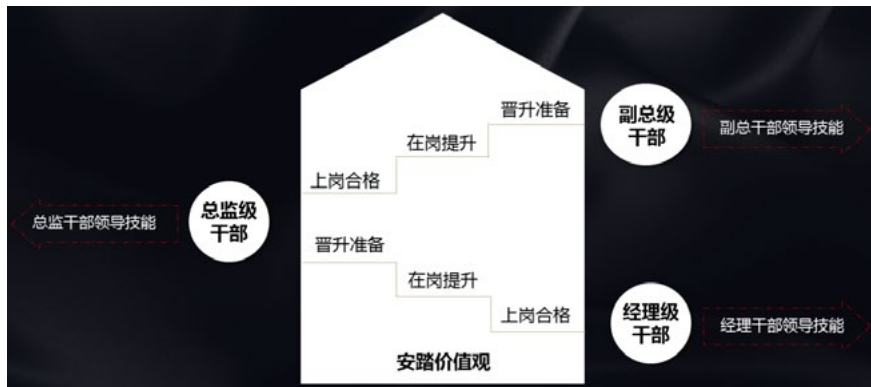 晋升准备
副总级
干部
副总干部领导技能
在岗提升
上岗合格
总监级
干部
总监干部领导技能
晋升准备
在岗提升
上岗合格
经理级
干部
经理干部领导技能
安踏价值观